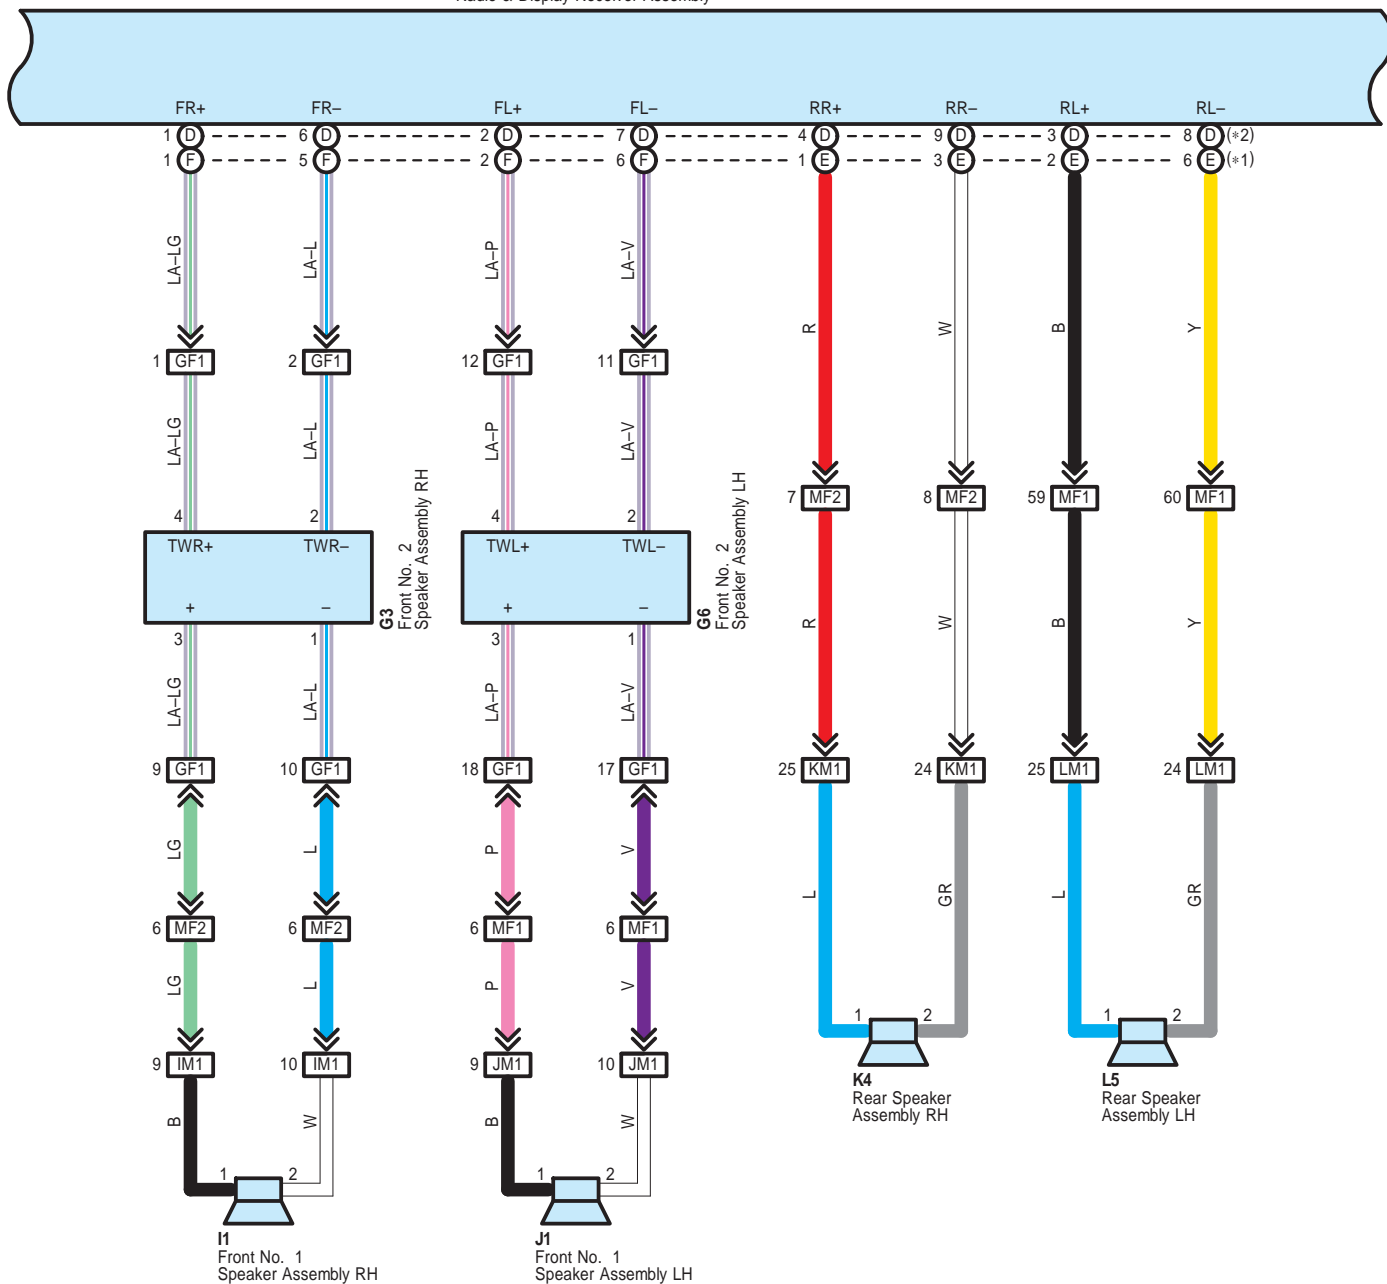 Radio & Display Receiver Assembly
FR+ FR– FL+ FL– RR+ RR– RL+ RL–
1 D 6 D 2 D 7 D 4 D 9 D 3 D 8 D (*2)
1 F 5 F 2 F 6 F 1 E 3 E 2 E 6 E (*1)
LA–LG LA–L LA–P LA–V
R W B Y
1 GF1 2 GF1 12 GF1 11 GF1
LA–LG LA–L LA–P LA–V
7 MF2 8 MF2 59 MF1 60 MF1
4 2 4 2
TWR+ TWR– TWL+ TWL–
+ – + –
G3
Front No. 2
Speaker Assembly RH
G6
Front No. 2
Speaker Assembly LH
3 1 3 1
R W B Y
LA–LG LA–L LA–P LA–V
9 GF1 10 GF1 18 GF1 17 GF1 25 KM1 24 KM1 25 LM1 24 LM1
LG L P V
L GR L GR
6 MF2 6 MF2 6 MF1 6 MF1
LG L P V
1 2 1 2
9 IM1 10 IM1 9 JM1 10 JM1
K4
Rear Speaker
Assembly RH
L5
Rear Speaker
Assembly LH
B W B W
1 2 1 2
I1
Front No. 1
Speaker Assembly RH
J1
Front No. 1
Speaker Assembly LH